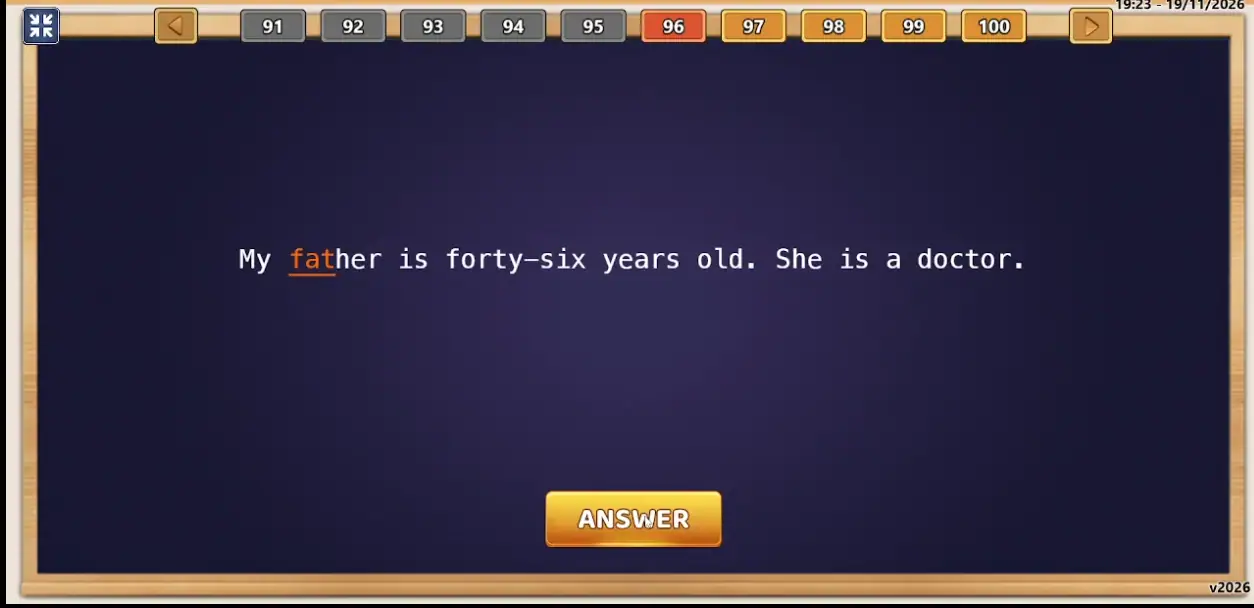 19:23 - 19/11/2026
91 92 93 94 95 96 97 98 99 100
My father is forty-six years old. She is a doctor.
ANSWER
v2026